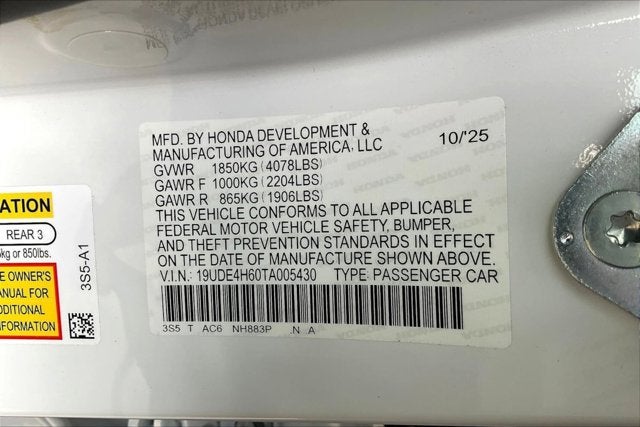 MFD. BY HONDA DEVELOPMENT &
MANUFACTURING OF AMERICA, LLC 10/'25
GVWR 1850KG (4078LBS)
GAWR F 1000KG (2204LBS)
GAWR R 865KG (1906LBS)
THIS VEHICLE CONFORMS TO ALL APPLICABLE
FEDERAL MOTOR VEHICLE SAFETY, BUMPER,
AND THEFT PREVENTION STANDARDS IN EFFECT
ON THE DATE OF MANUFACTURE SHOWN ABOVE.
V.I.N.: 19UDE4H60TA005430 TYPE: PASSENGER CAR
3S5 T AC6 NH883P .N A
ATION
REAR 3
kg or 850lbs.
E OWNER'S
ANUAL FOR
DDITIONAL
NFORMATION
3S5-A1
HONDA